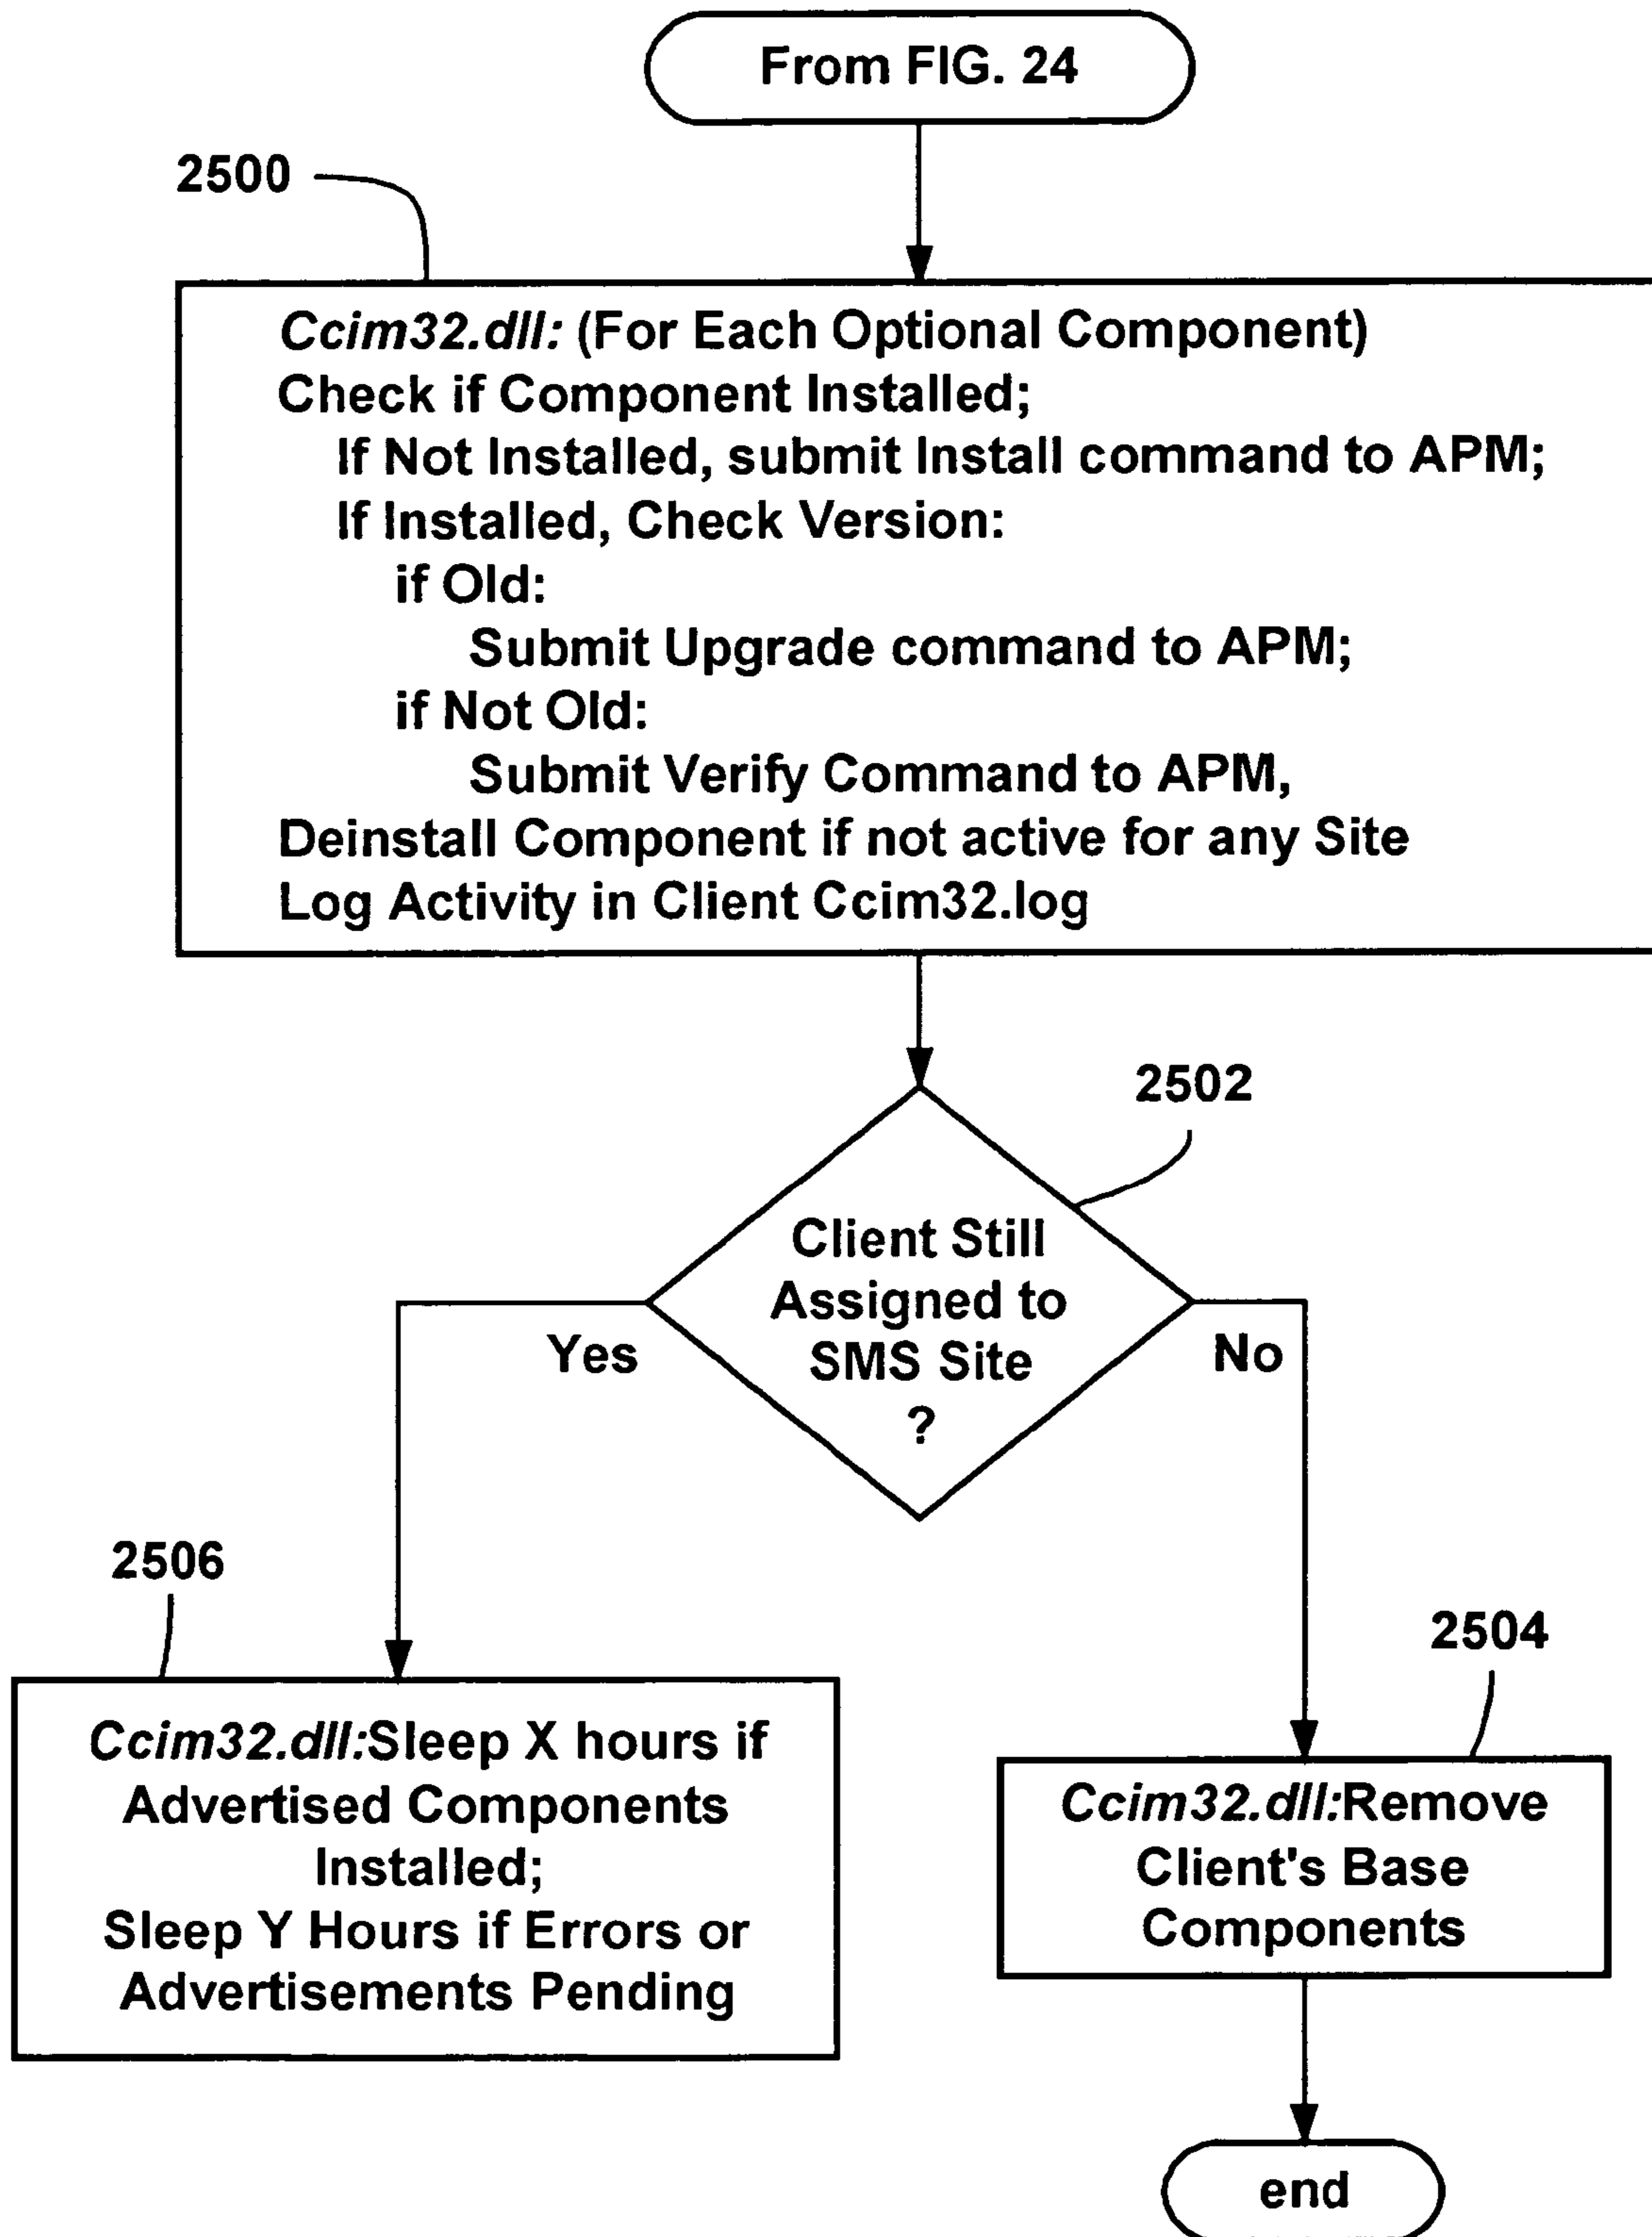 From FIG. 24
2500
Ccim32.dll: (For Each Optional Component)
Check if Component Installed;
If Not Installed, submit Install command to APM;
If Installed, Check Version:
if Old:
Submit Upgrade command to APM;
if Not Old:
Submit Verify Command to APM,
Deinstall Component if not active for any Site
Log Activity in Client Ccim32.log
2502
Client Still
Assigned to
SMS Site
?
Yes
No
2506
Ccim32.dll:Sleep X hours if
Advertised Components
Installed;
Sleep Y Hours if Errors or
Advertisements Pending
2504
Ccim32.dll:Remove
Client's Base
Components
end